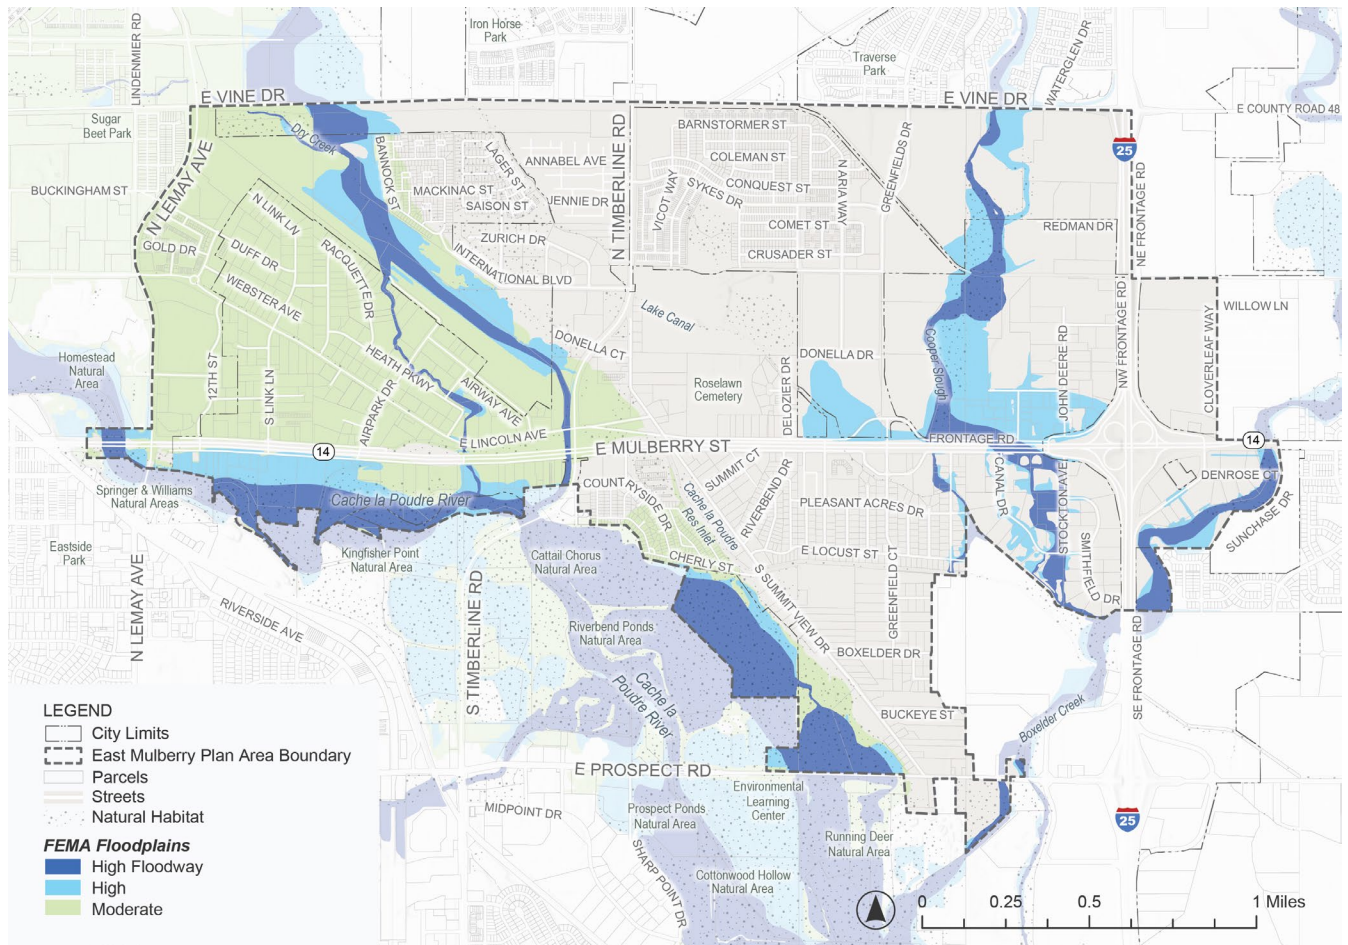 LINDENMIER RD
Iron Horse
Park
Traverse
Park
WATERGLEN DR
E VINE DR
E VINE DR
E COUNTY ROAD 48
Sugar
Beet Park
Dry Creek
N LEMAY AVE
BANNOCK ST
LAGER ST
ANNABEL AVE
N TIMBERLINE RD
BARNSTORMER ST
COLEMAN ST
N ARIA WAY
GREENFIELDS DR
25
BUCKINGHAM ST
MACKINAC ST
SAISON ST
JENNIE DR
VICOT WAY
SYKES DR
CONQUEST ST
COMET ST
CRUSADER ST
REDMAN DR
NE FRONTAGE RD
N LINK LN
GOLD DR
DUFF DR
RACQUETTE DR
ZURICH DR
INTERNATIONAL BLVD
WEBSTER AVE
Lake Canal
DONELLA CT
DONELLA DR
Cooper Slough
JOHN DEERE RD
NW FRONTAGE RD
CLOVERLEAF WAY
WILLOW LN
Homestead
Natural
Area
12TH ST
S LINK LN
HEATH PKWY
AIRWAY AVE
AIRPARK DR
Roselawn
Cemetery
DELOZIER DR
E LINCOLN AVE
E MULBERRY ST
FRONTAGE RD
14
14
Springer & Williams
Natural Areas
Cache la Poudre River
COUNTRYSIDE DR
SUMMIT CT
Cache la Poudre
Res Inlet
RIVERBEND DR
PLEASANT ACRES DR
CANAL DR
STOCKTON AVE
DENROSE CT
SUNCHASE DR
Eastside
Park
Kingfisher Point
Natural Area
Cattail Chorus
Natural Area
CHERLY ST
E LOCUST ST
GREENFIELD CT
SMITHFIELD DR
N LEMAY AVE
RIVERSIDE AVE
S TIMBERLINE RD
Riverbend Ponds
Natural Area
S SUMMIT VIEW DR
BOXELDER DR
SE FRONTAGE RD
Cache la
Poudre River
BUCKEYE ST
Boxelder Creek
E PROSPECT RD
MIDPOINT DR
Prospect Ponds
Natural Area
Environmental
Learning
Center
25
SHARP POINT DR
Running Deer
Natural Area
Cottonwood Hollow
Natural Area
LEGEND
City Limits
East Mulberry Plan Area Boundary
Parcels
Streets
Natural Habitat
FEMA Floodplains
High Floodway
High
Moderate
0 0.25 0.5 1 Miles